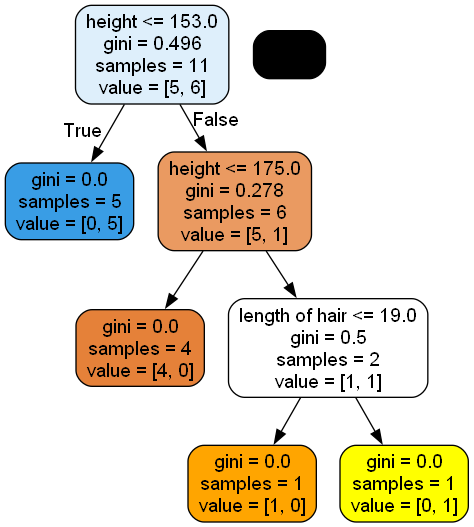 height <= 153.0
gini = 0.496
samples = 11
value = [5, 6]
True
False
gini = 0.0
samples = 5
value = [0, 5]
height <= 175.0
gini = 0.278
samples = 6
value = [5, 1]
gini = 0.0
samples = 4
value = [4, 0]
length of hair <= 19.0
gini = 0.5
samples = 2
value = [1, 1]
gini = 0.0
samples = 1
value = [1, 0]
gini = 0.0
samples = 1
value = [0, 1]